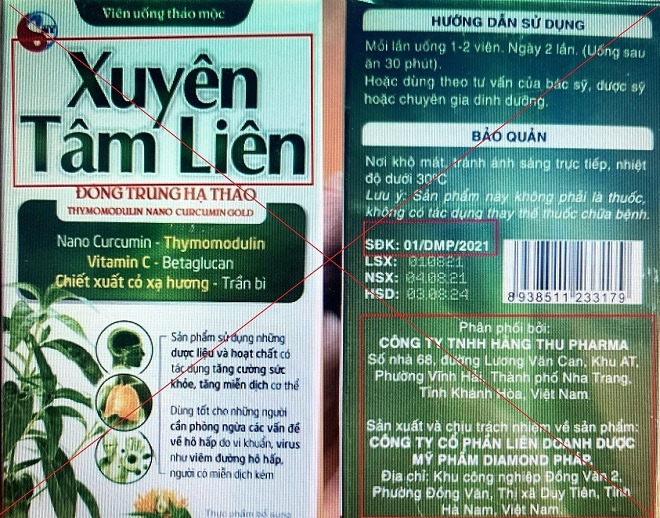 Viên uống thảo mộc
Xuyên
Tâm Liên
ĐÔNG TRÙNG HẠ THẢO
THYMOMODULIN NANO CURCUMIN GOLD
Nano Curcumin - Thymomodulin
Vitamin C - Betaglucan
Chiết xuất cỏ xạ hương - Trần bì
Sản phẩm sử dụng những
dược liệu và hoạt chất có
tác dụng tăng cường sức
khỏe, tăng miễn dịch cơ thể
Dùng tốt cho những người
cần phòng ngừa các vấn đề
về hô hấp do vi khuẩn, virus
như viêm đường hô hấp,
người có miễn dịch kém
Thực phẩm bổ sung
HƯỚNG DẪN SỬ DỤNG
Mỗi lần uống 1-2 viên. Ngày 2 lần. (Uống sau
ăn 30 phút).
Hoặc dùng theo tư vấn của bác sỹ, dược sỹ
hoặc chuyên gia dinh dưỡng.
BẢO QUẢN
Nơi khô mát, tránh ánh sáng trực tiếp, nhiệt
độ dưới 30°C
Lưu ý: Sản phẩm này không phải là thuốc,
không có tác dụng thay thế thuốc chữa bệnh.
SĐK: 01/DMP/2021
LSX: 01.08.21
NSX: 04.08.21
HSD: 03.08.24
8 938511 233179
Phân phối bởi:
CÔNG TY TNHH HẰNG THU PHARMA
Số nhà 68, đường Lương Văn Can, Khu AT,
Phường Vĩnh Hải, Thành phố Nha Trang,
Tỉnh Khánh Hòa, Việt Nam
Sản xuất và chịu trách nhiệm về sản phẩm:
CÔNG TY CỔ PHẦN LIÊN DOANH DƯỢC
MỸ PHẨM DIAMOND PHÁP
Địa chỉ: Khu công nghiệp Đồng Văn 2,
Phường Đồng Văn, Thị xã Duy Tiên, Tỉnh
Hà Nam, Việt Nam